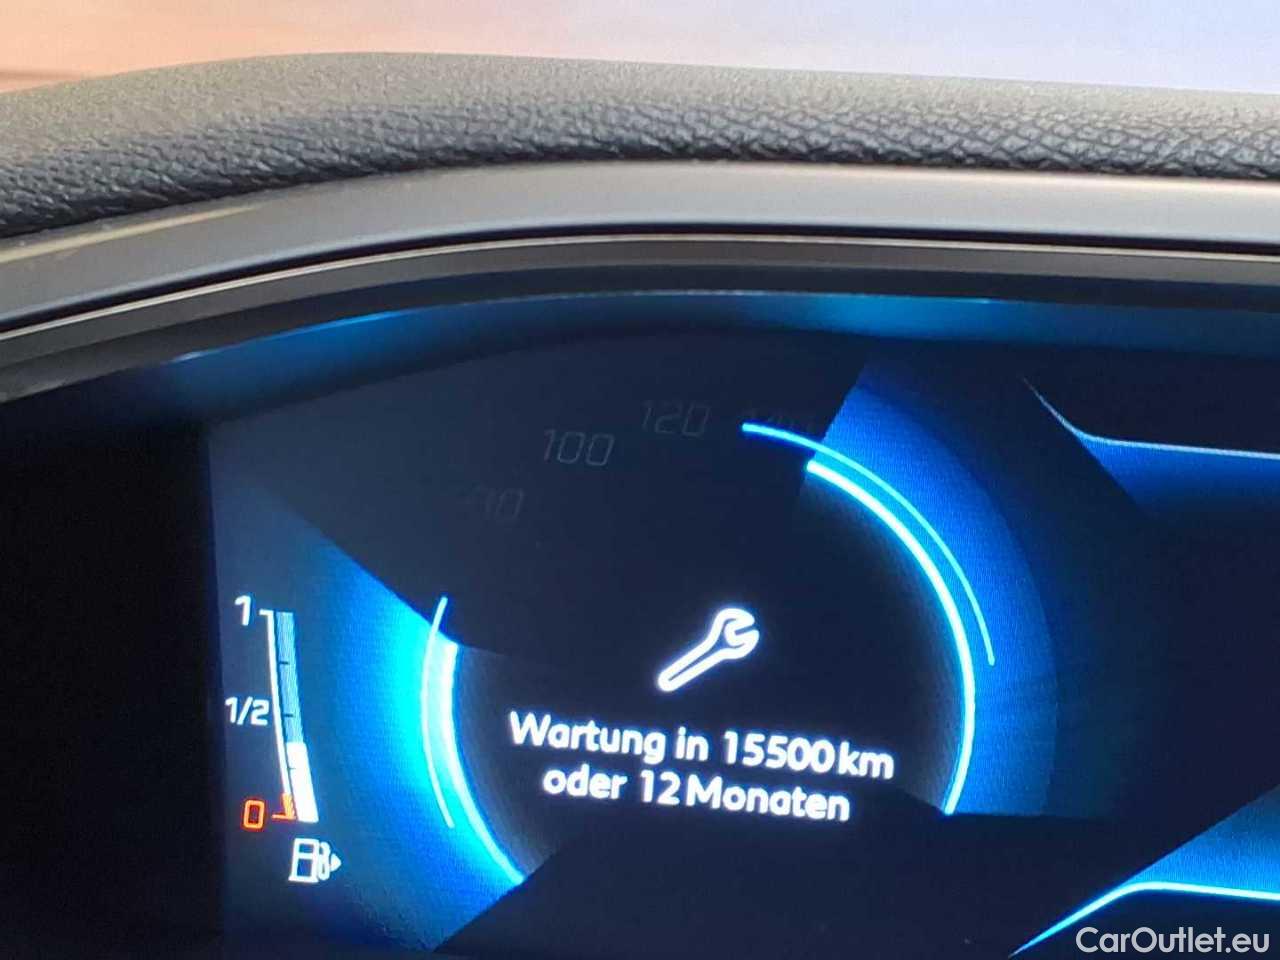 100
120
1
1/2
0
Wartung in 15500 km
oder 12 Monaten
CarOutlet.eu